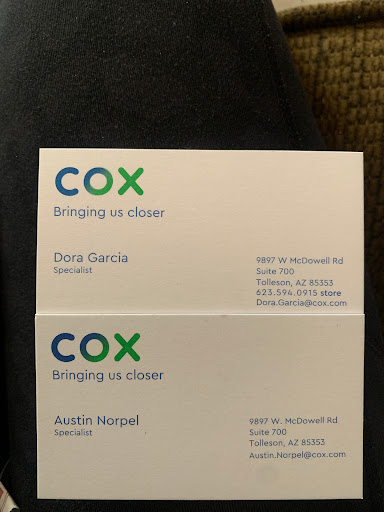 COX
Bringing us closer
Dora Garcia
Specialist
9897 W McDowell Rd
Suite 700
Tolleson, AZ 85353
623.594.0915 store
Dora.Garcia@cox.com
COX
Bringing us closer
Austin Norpel
Specialist
9897 W. McDowell Rd
Suite 700
Tolleson, AZ 85353
Austin.Norpel@cox.com